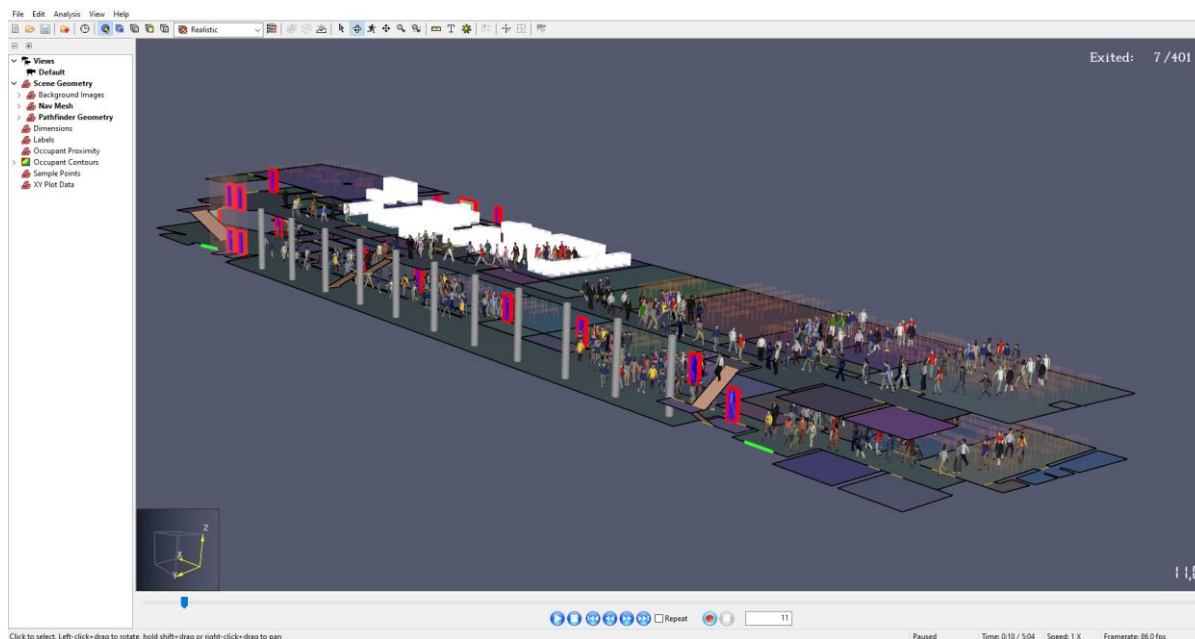 File Edit Analysis View Help
Realistic
Views
Default
Scene Geometry
Background Images
Nav Mesh
Pathfinder Geometry
Dimensions
Labels
Occupant Proximity
Occupant Contours
Sample Points
XY Plot Data
Exited: 7/401
Z
X
Y
Repeat
11
Click to select. Left-click+drag to rotate, hold shift+drag or right-click+drag to pan
Paused Time: 0:10 / 5:04 Speed: 1 X Framerate: 86.0 fps